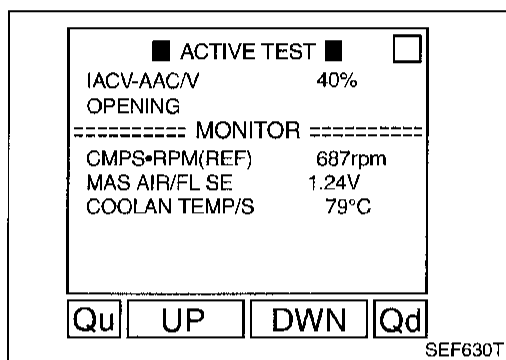 ■ ACTIVE TEST ■
IACV-AAC/V 40%
OPENING
========== MONITOR ==========
CMPS•RPM(REF) 687rpm
MAS AIR/FL SE 1.24V
COOLAN TEMP/S 79°C
Qu UP DWN Qd
SEF630T